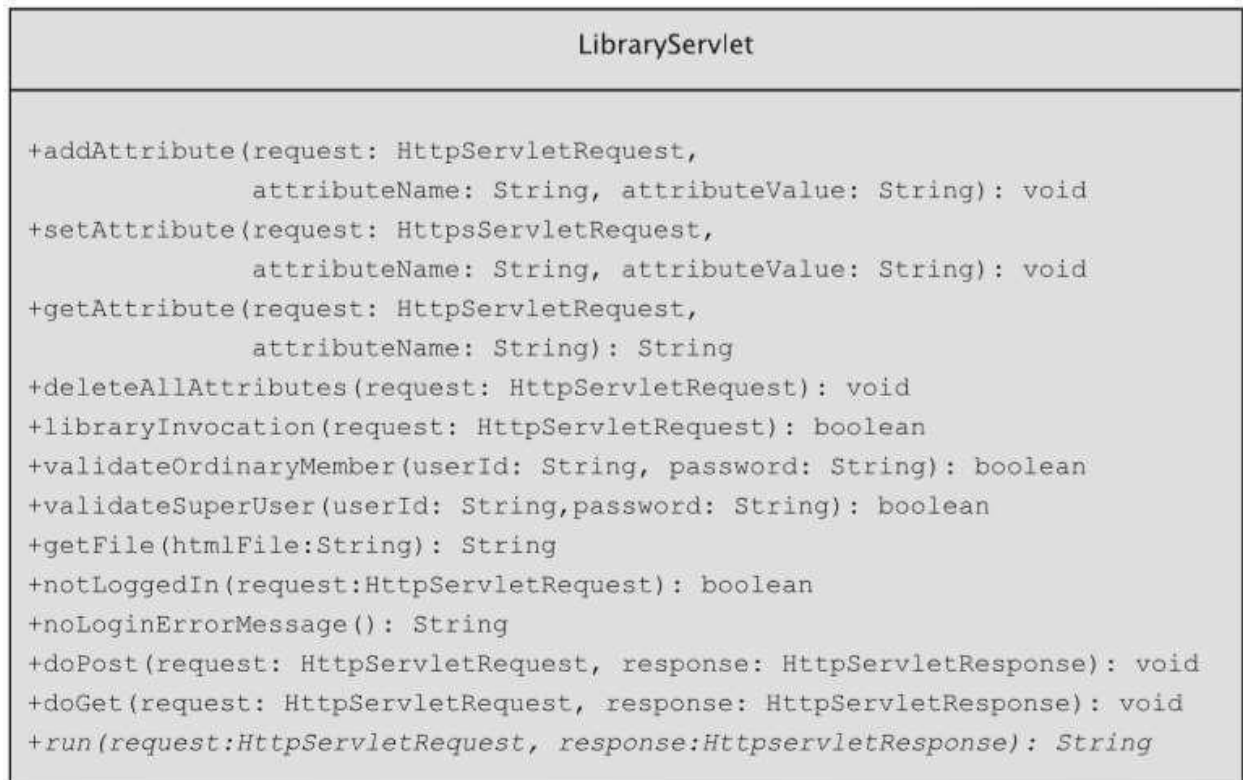 LibraryServlet
+addAttribute(request: HttpServletRequest,
attributeName: String, attributeValue: String): void
+setAttribute(request: HttpsServletRequest,
attributeName: String, attributeValue: String): void
+getAttribute(request: HttpServletRequest,
attributeName: String): String
+deleteAllAttributes(request: HttpServletRequest): void
+libraryInvocation(request: HttpServletRequest): boolean
+validateOrdinaryMember(userId: String, password: String): boolean
+validateSuperUser(userId: String,password: String): boolean
+getFile(htmlFile:String): String
+notLoggedIn(request:HttpServletRequest): boolean
+noLoginErrorMessage(): String
+doPost(request: HttpServletRequest, response: HttpServletResponse): void
+doGet(request: HttpServletRequest, response: HttpServletResponse): void
+run(request:HttpServletRequest, response:HttpservletResponse): String